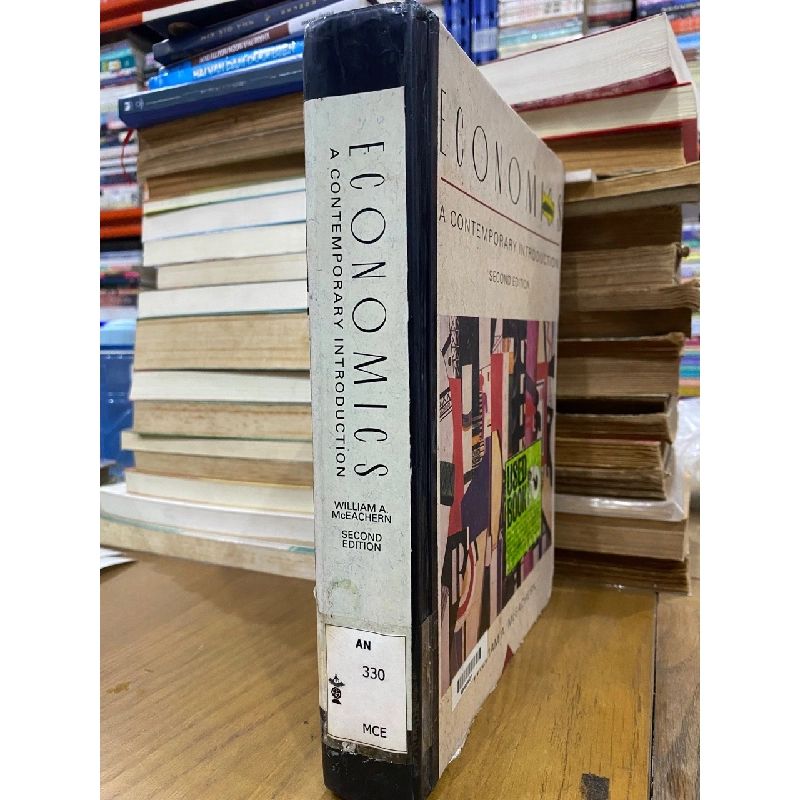 ECONOMICS
A CONTEMPORARY INTRODUCTION
WILLIAM A.
McEACHERN
SECOND
EDITION
AN
330
MCE
ECONOMICS
A CONTEMPORARY INTRODUCTION
SECOND EDITION
USED
BOOK